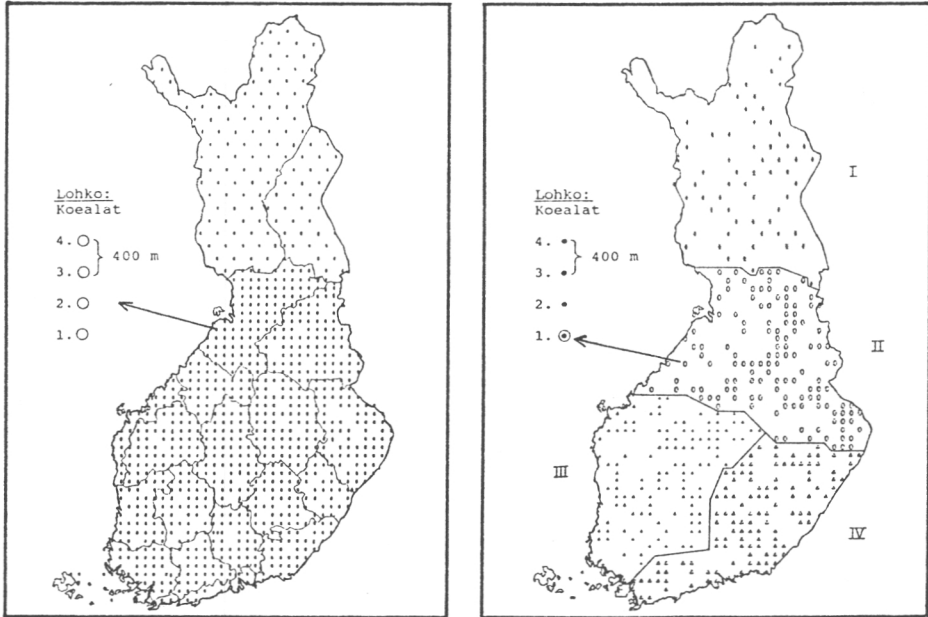 Lohko:
Koealat
4.
3.
400 m
2.
1.
Lohko:
Koealat
4.
3.
400 m
2.
1.
I
II
III
IV